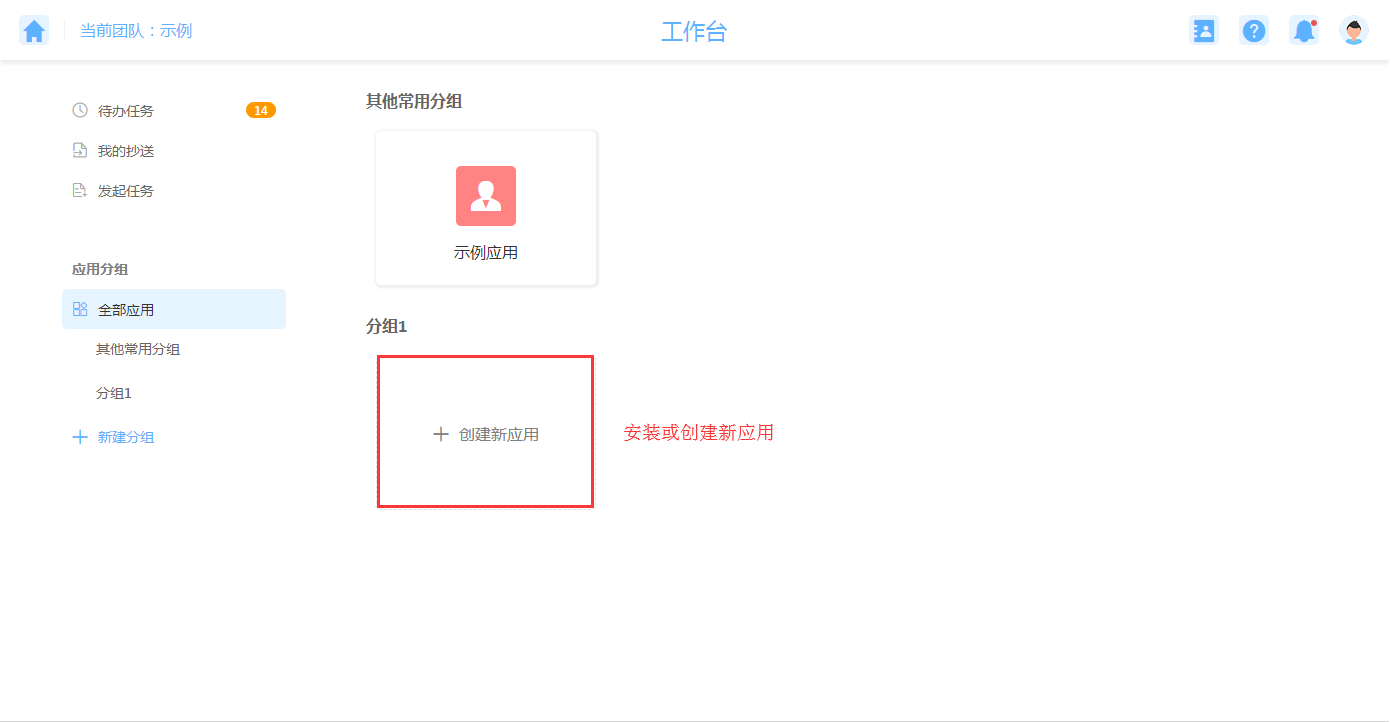 当前团队：示例
工作台
待办任务
14
我的抄送
发起任务
应用分组
全部应用
其他常用分组
分组1
新建分组
其他常用分组
示例应用
分组1
创建新应用
安装或创建新应用